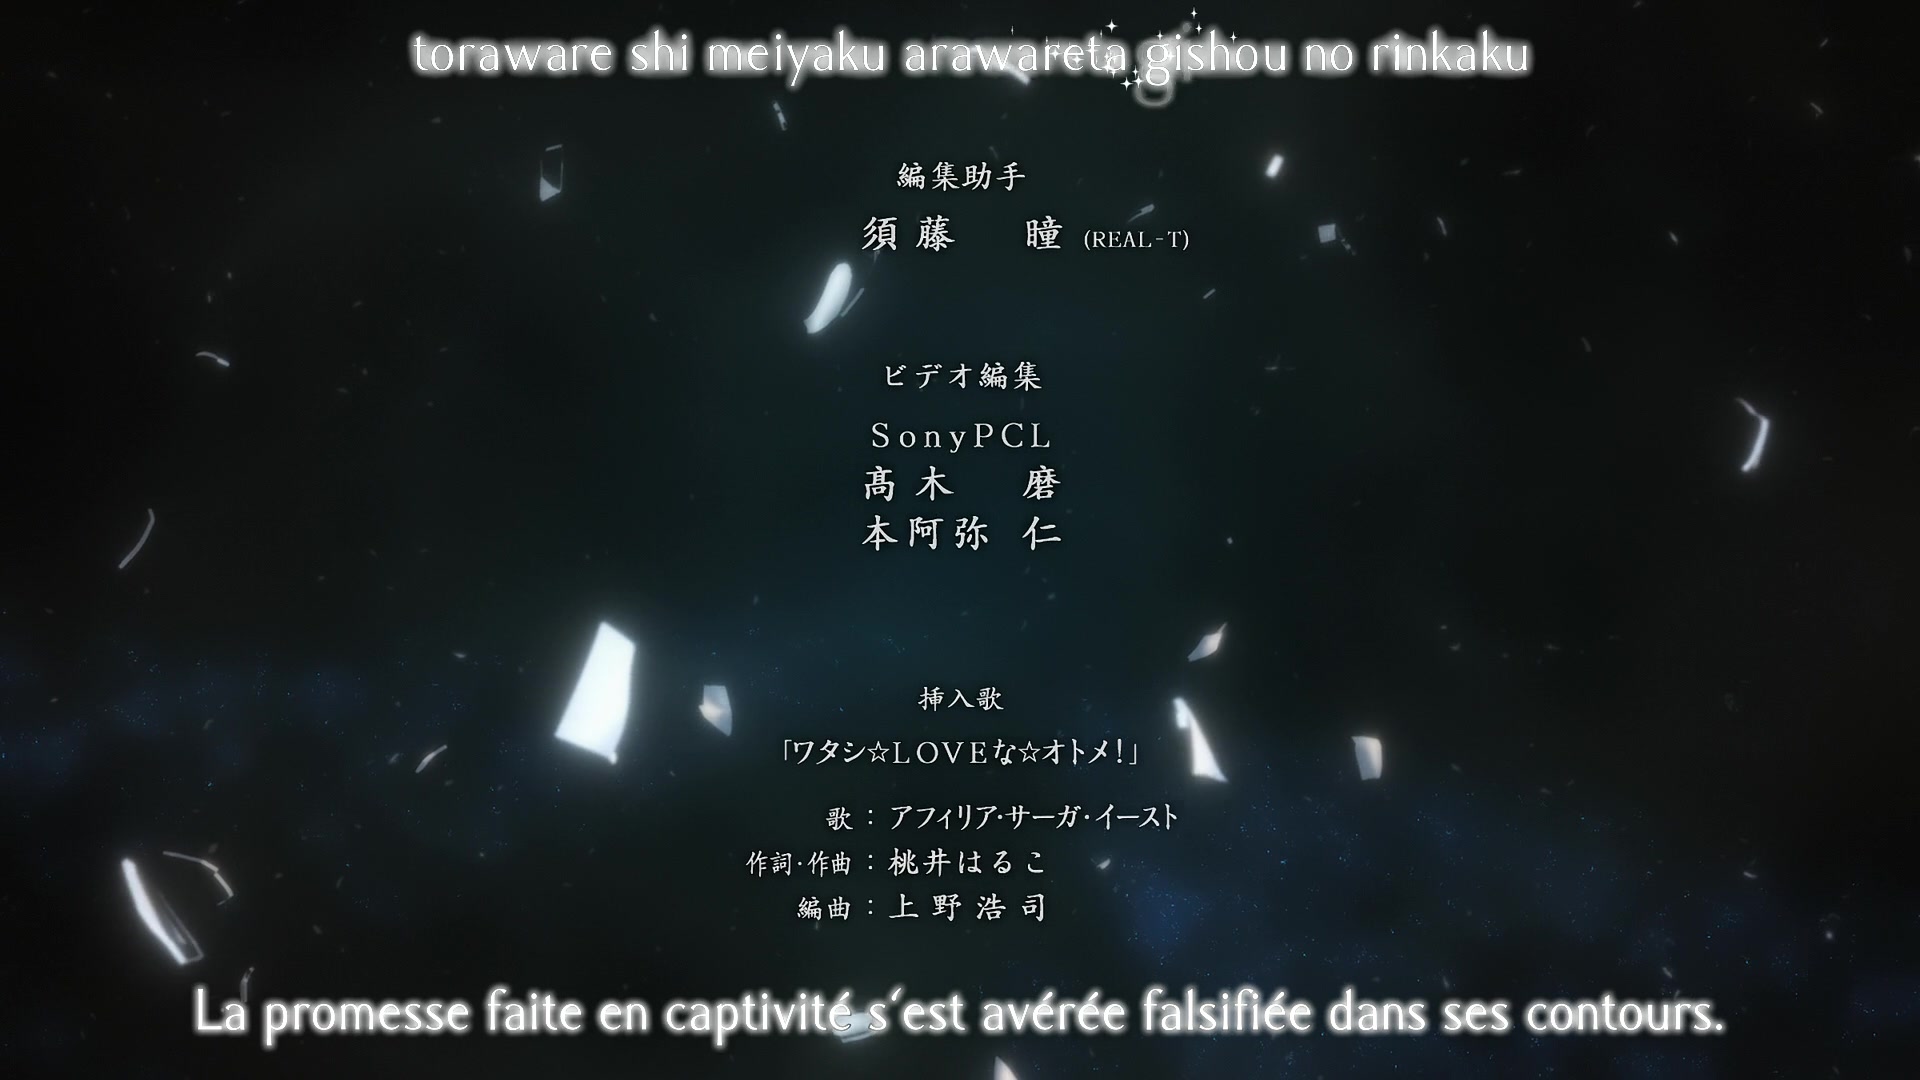 toraware shi meiyaku arawareta gishou no rinkaku
編集助手
須藤 瞳 (REAL-T)
ビデオ編集
SonyPCL
髙木 磨
本阿弥 仁
挿入歌
「ワタシ☆LOVEな☆オトメ!」
歌：アフィリア・サーガ・イースト
作詞・作曲：桃井はるこ
編曲：上野浩司
La promesse faite en captivité s‘est avérée falsifiée dans ses contours.